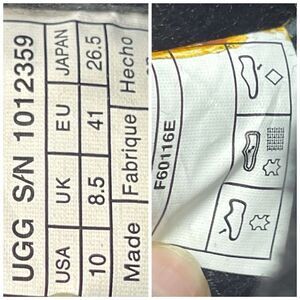 UGG S/N 1012359
USA UK EU JAPAN
10 8.5 41 26.5
Made Fabrique Hecho
F60116E